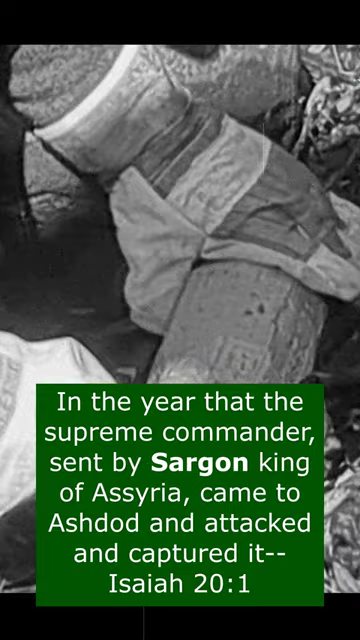 In the year that the
supreme commander,
sent by Sargon king
of Assyria, came to
Ashdod and attacked
and captured it--
Isaiah 20:1